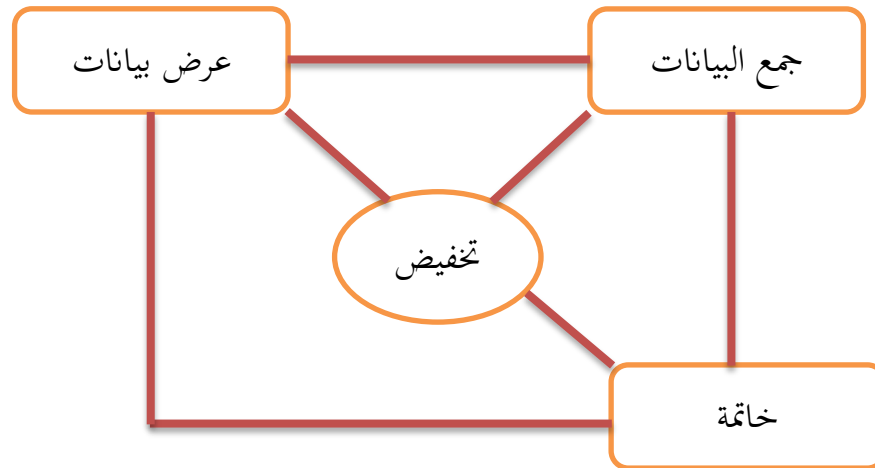 جمع البيانات
عرض بيانات
تخفيض
خاتمة